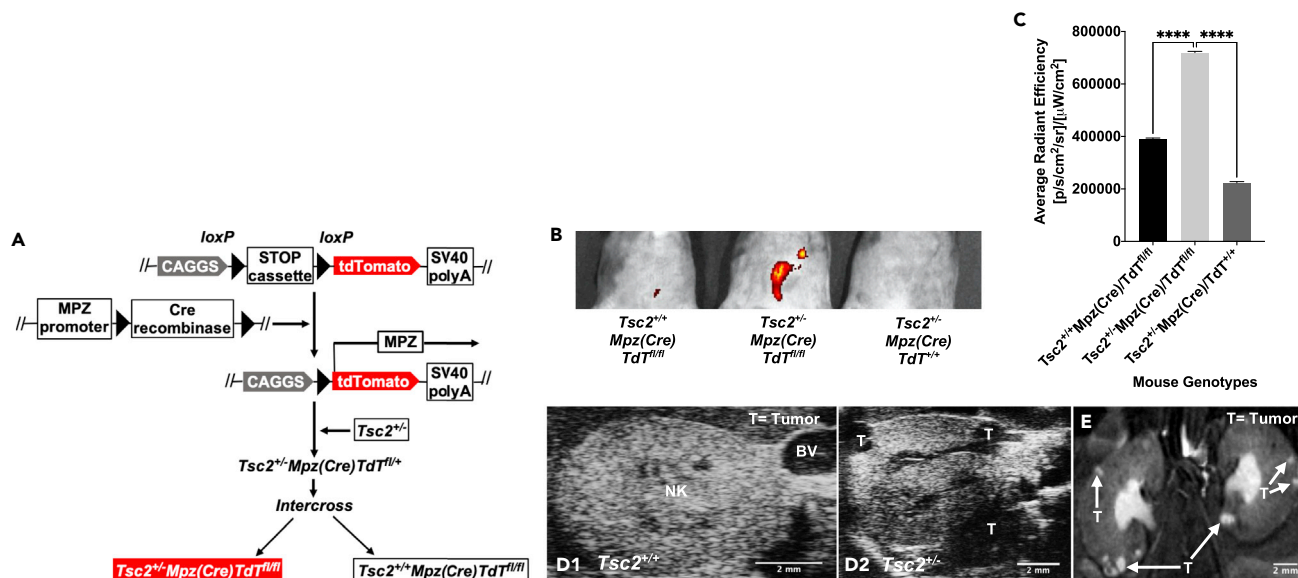 A
loxP
loxP
//
CAGGS
STOP
cassette
tdTomato
SV40
polyA
//
//
MPZ
promoter
Cre
recombinase
//
MPZ
//
CAGGS
tdTomato
SV40
polyA
//
Tsc2+/-
Tsc2+/-Mpz(Cre)TdTfl/+
Intercross
Tsc2+/-Mpz(Cre)TdTfl/fl
Tsc2+/+Mpz(Cre)TdTfl/fl
B
Tsc2+/+
Mpz(Cre)
TdTfl/fl
Tsc2+/-
Mpz(Cre)
TdTfl/fl
Tsc2+/-
Mpz(Cre)
TdT+/+
C
Average Radiant Efficiency
[p/s/cm2/sr]/[μW/cm2]
800000
600000
400000
200000
0
****
****
Tsc2+/+Mpz(Cre)/TdTfl/fl
Tsc2+/-Mpz(Cre)/TdTfl/fl
Tsc2+/-Mpz(Cre)/TdT+/+
Mouse Genotypes
T= Tumor
BV
NK
D1 Tsc2+/+
2 mm
T
T
T
D2 Tsc2+/-
2 mm
E
T= Tumor
T
T
T
2 mm